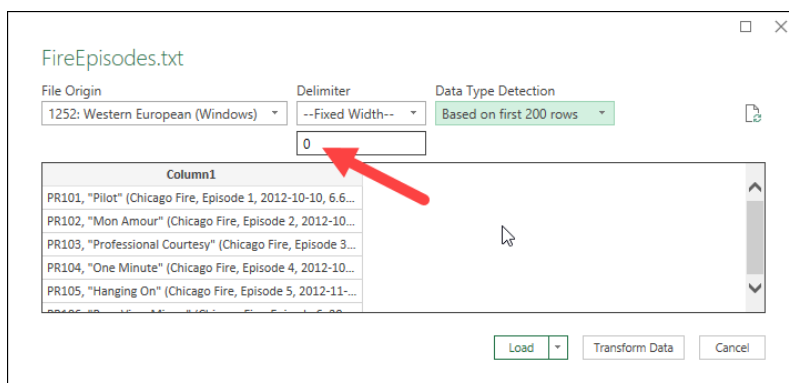 FireEpisodes.txt
File Origin Delimiter Data Type Detection
1252: Western European (Windows) --Fixed Width-- Based on first 200 rows
0
Column1
PR101, "Pilot" (Chicago Fire, Episode 1, 2012-10-10, 6.6...
PR102, "Mon Amour" (Chicago Fire, Episode 2, 2012-10...
PR103, "Professional Courtesy" (Chicago Fire, Episode 3...
PR104, "One Minute" (Chicago Fire, Episode 4, 2012-10...
PR105, "Hanging On" (Chicago Fire, Episode 5, 2012-11-...
Load Transform Data Cancel